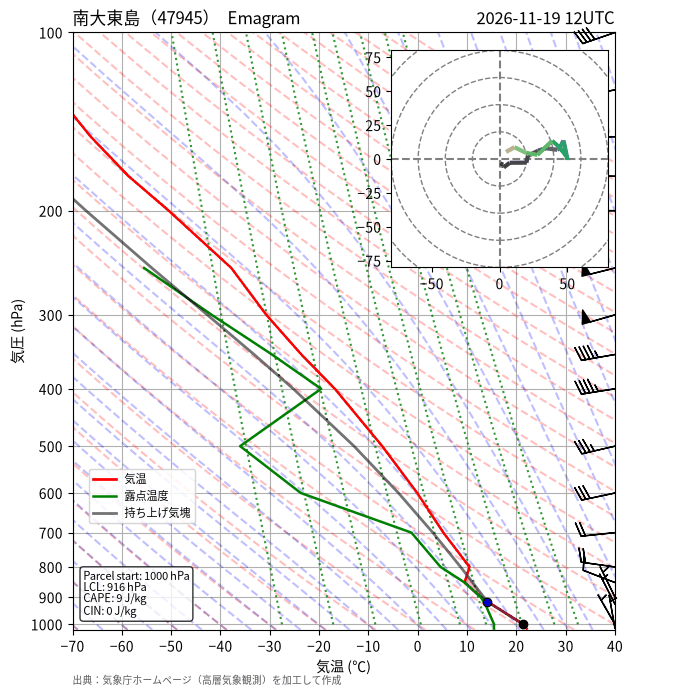 南大東島（47945） Emagram
2026-11-19 12UTC
100
200
300
400
500
600
700
800
900
1000
気圧 (hPa)
75
50
25
0
−25
−50
−75
−50
0
50
気温
露点温度
持ち上げ気塊
Parcel start: 1000 hPa
LCL: 916 hPa
CAPE: 9 J/kg
CIN: 0 J/kg
−70
−60
−50
−40
−30
−20
−10
0
10
20
30
40
気温 (℃)
出典：気象庁ホームページ（高層気象観測）を加工して作成